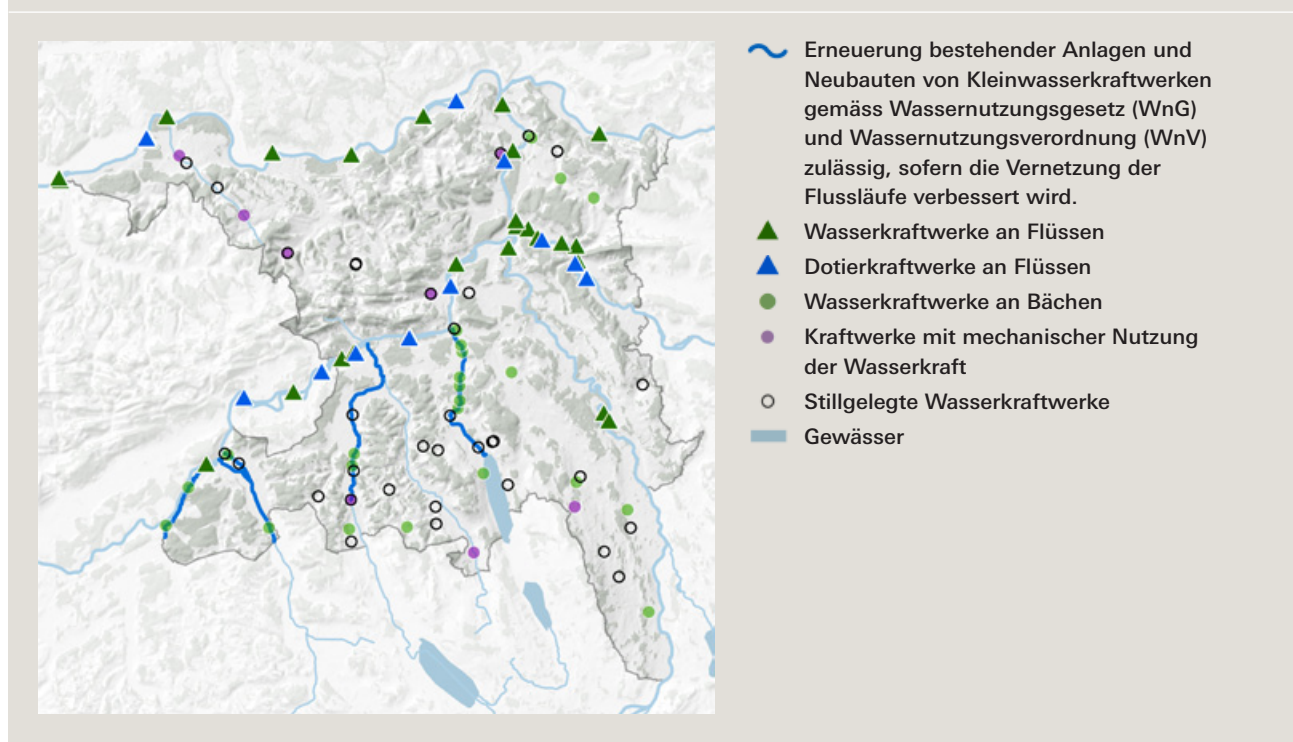 Erneuerung bestehender Anlagen und
Neubauten von Kleinwasserkraftwerken
gemäss Wassernutzungsgesetz (WnG)
und Wassernutzungsverordnung (WnV)
zulässig, sofern die Vernetzung der
Flussläufe verbessert wird.
Wasserkraftwerke an Flüssen
Dotierkraftwerke an Flüssen
Wasserkraftwerke an Bächen
Kraftwerke mit mechanischer Nutzung
der Wasserkraft
Stillgelegte Wasserkraftwerke
Gewässer